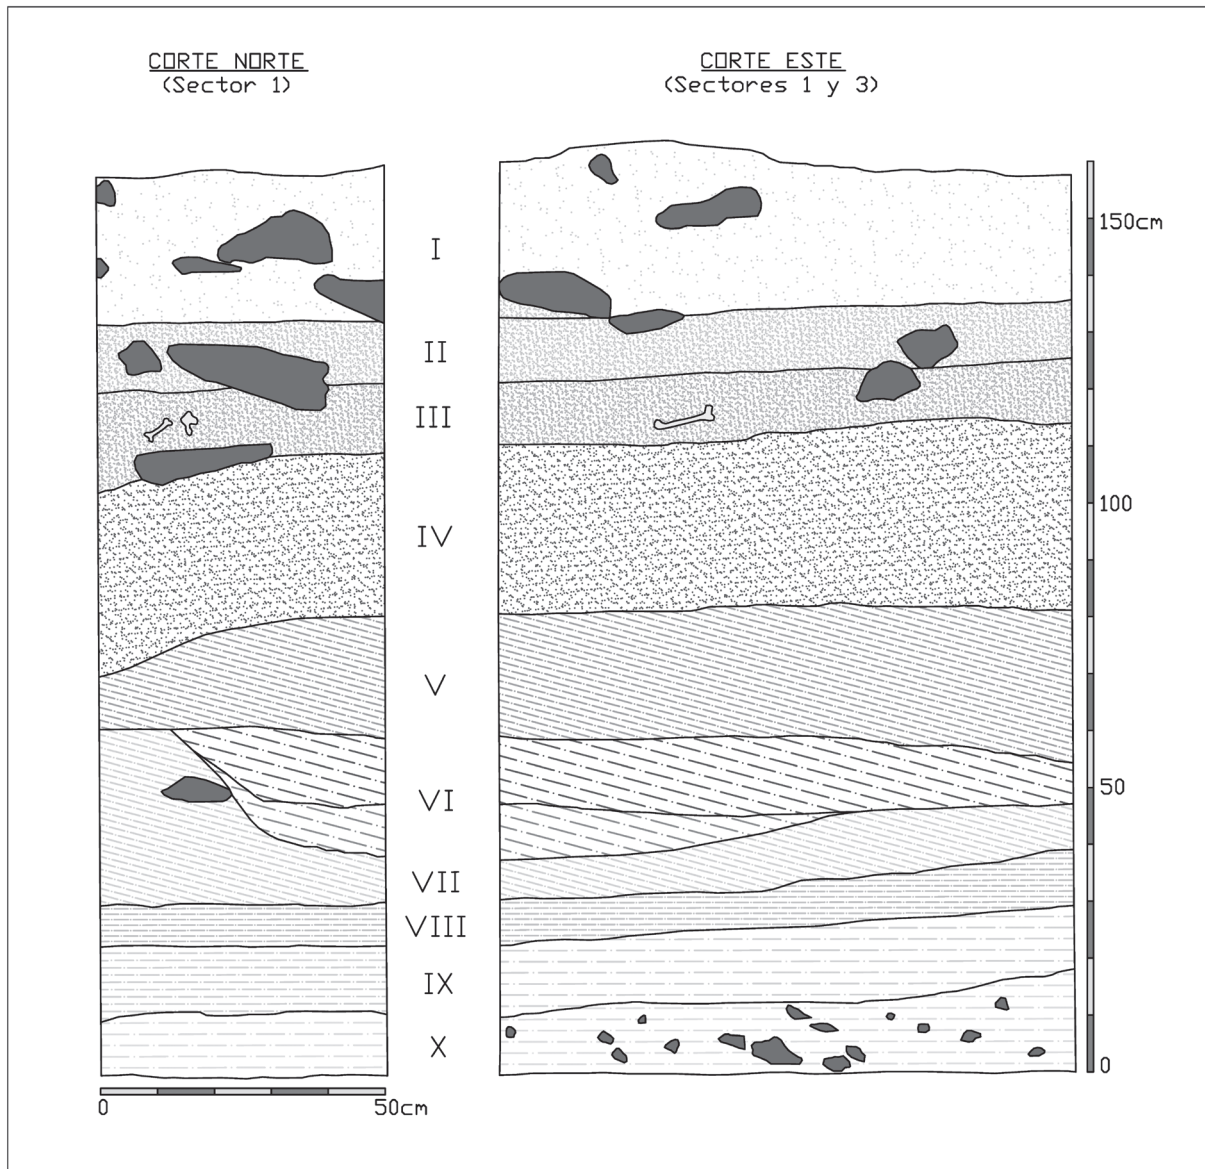 CORTE NORTE
(Sector 1)
CORTE ESTE
(Sectores 1 y 3)
I
II
III
IV
V
VI
VII
VIII
IX
X
150cm
100
50
0
0
50cm